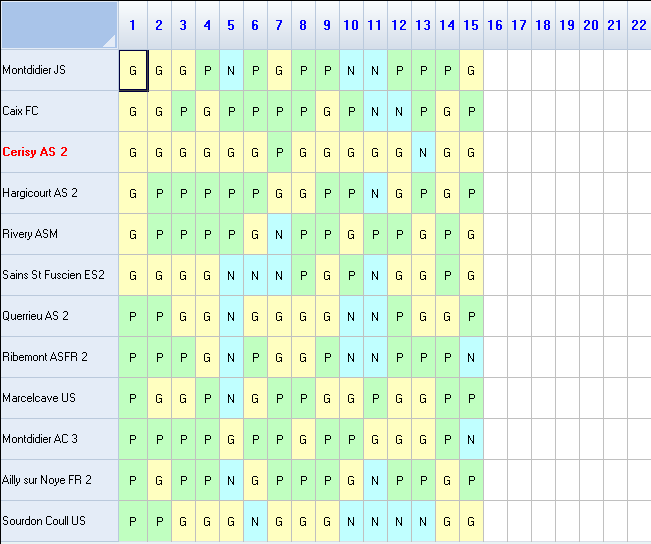 1 2 3 4 5 6 7 8 9 10 11 12 13 14 15 16 17 18 19 20 21 22
Montdidier JS G G G P N P G P P N N P P P G
Caix FC G G P G P P P P G P N N P G P
Cerisy AS 2 G G G G G G P G G G G G N G G
Hargicourt AS 2 G P P P P P G G P P N G P G P
Rivery ASM G P P P P G N P P G P P G P G
Sains St Fuscien ES2 G G G G N N N P G P N G G P G
Querrieu AS 2 P P G G N G G G G N N P G G P
Ribemont ASFR 2 P P P G N P G G P N N P P P N
Marcelcave US P G G P N G P P G G P G G P P
Montdidier AC 3 P P P P G P P G P P G G G P N
Ailly sur Noye FR 2 P G P P N G P P P G N P P G P
Sourdon Coull US P P G G G N G G G N N N N G G